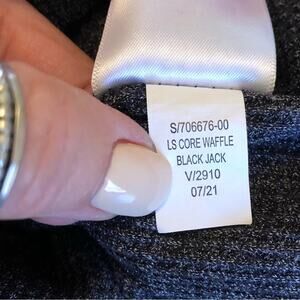 S/706676-00
LS CORE WAFFLE
BLACK JACK
V/2910
07/21